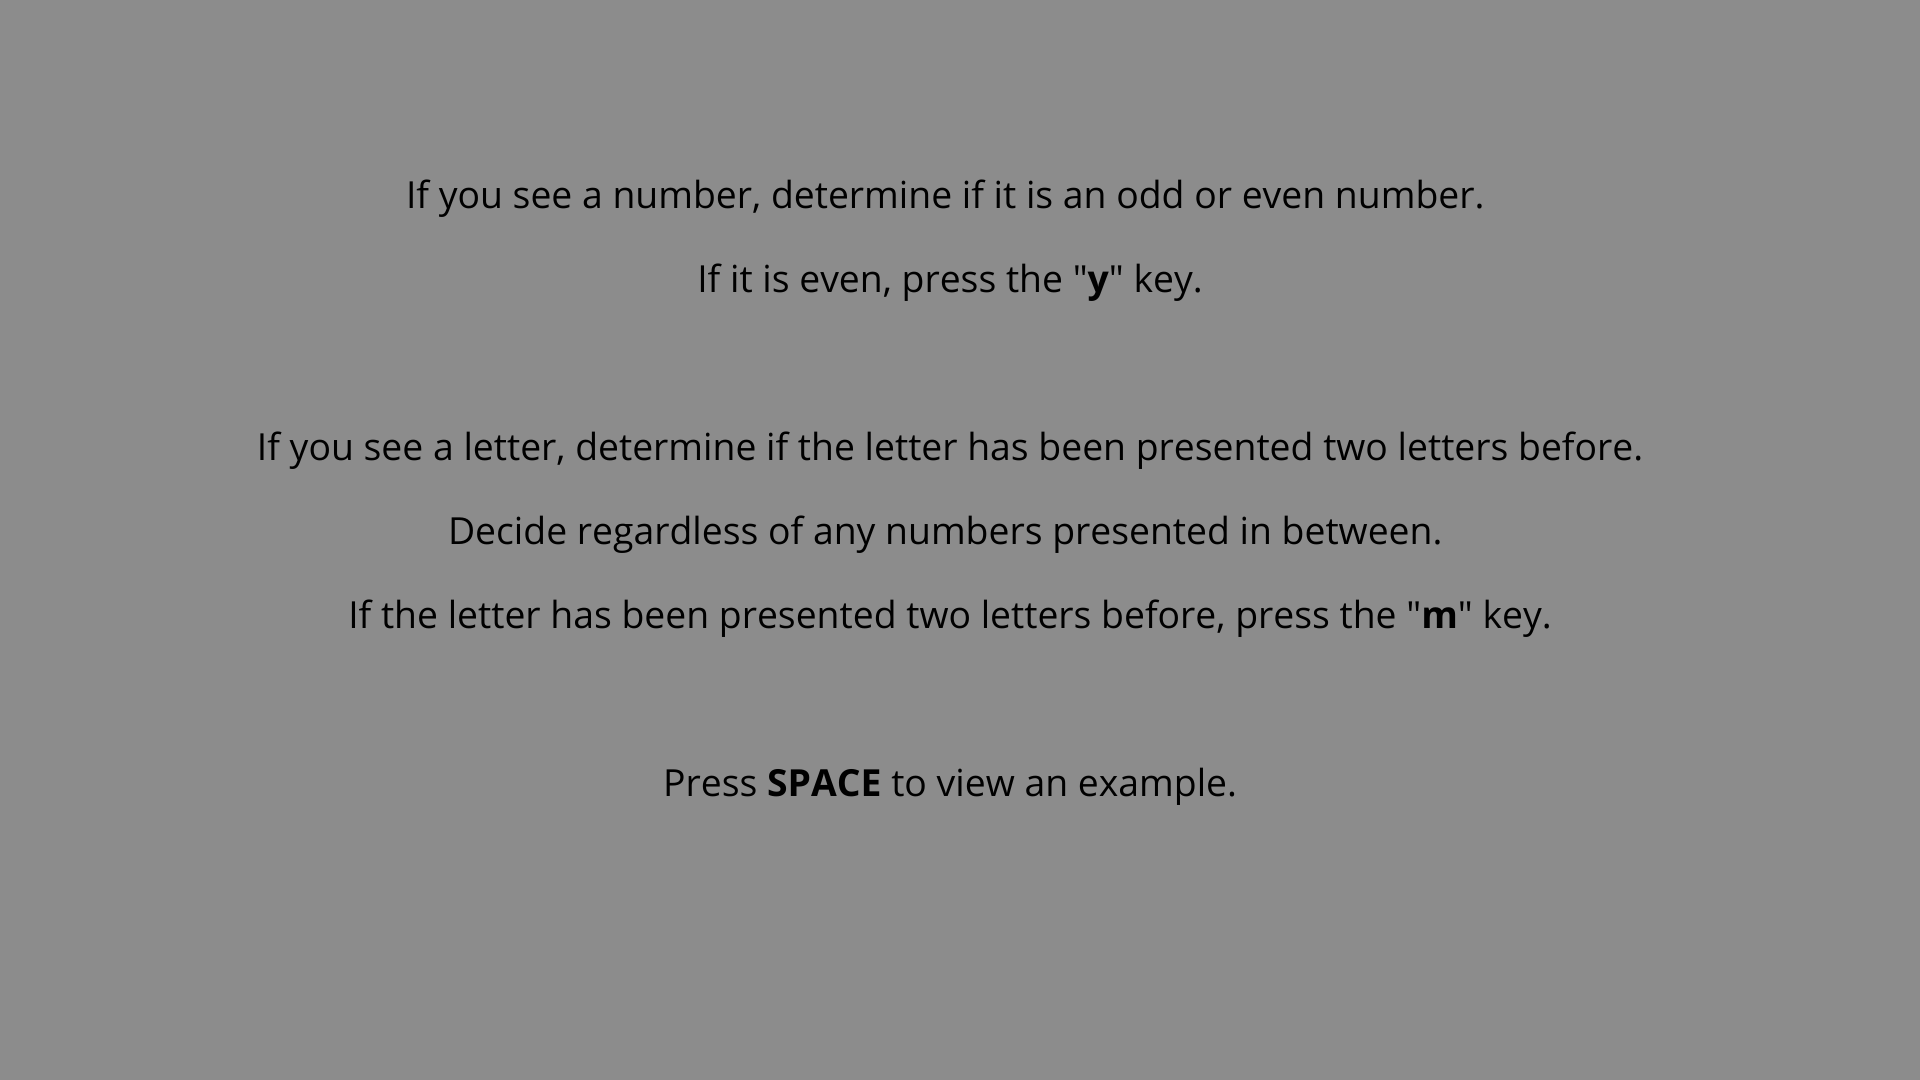 If you see a number, determine if it is an odd or even number.
If it is even, press the "y" key.
If you see a letter, determine if the letter has been presented two letters before.
Decide regardless of any numbers presented in between.
If the letter has been presented two letters before, press the "m" key.
Press SPACE to view an example.